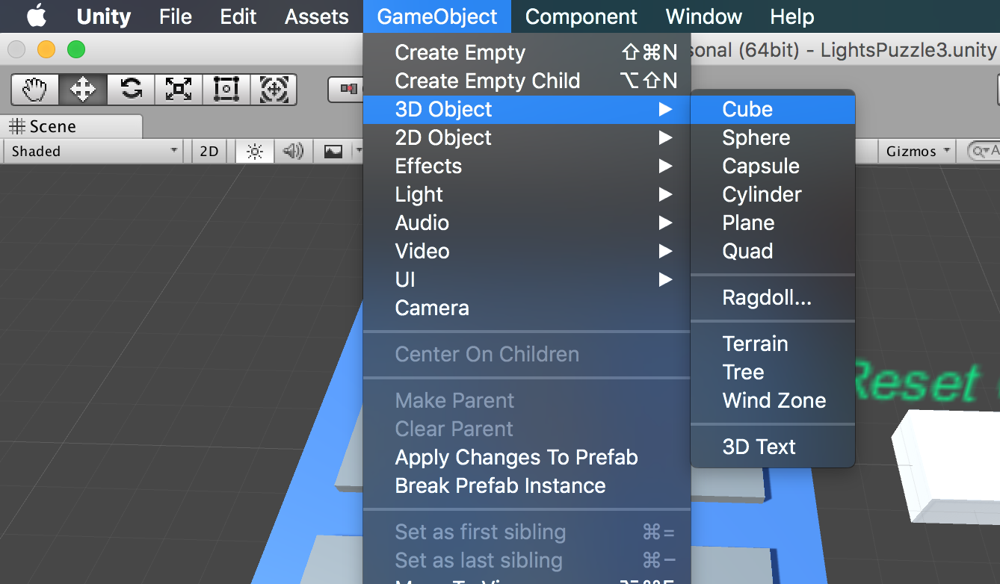 Unity File Edit Assets GameObject Component Window Help
sonal (64bit) - LightsPuzzle3.unity
Create Empty ⇧⌘N
Create Empty Child ⌥⇧N
3D Object ▶
2D Object ▶
Effects ▶
Light ▶
Audio ▶
Video ▶
UI ▶
Camera
Center On Children
Make Parent
Clear Parent
Apply Changes To Prefab
Break Prefab Instance
Set as first sibling ⌘=
Set as last sibling ⌘−
Cube
Sphere
Capsule
Cylinder
Plane
Quad
Ragdoll...
Terrain
Tree
Wind Zone
3D Text
Scene
Shaded 2D Gizmos
Reset